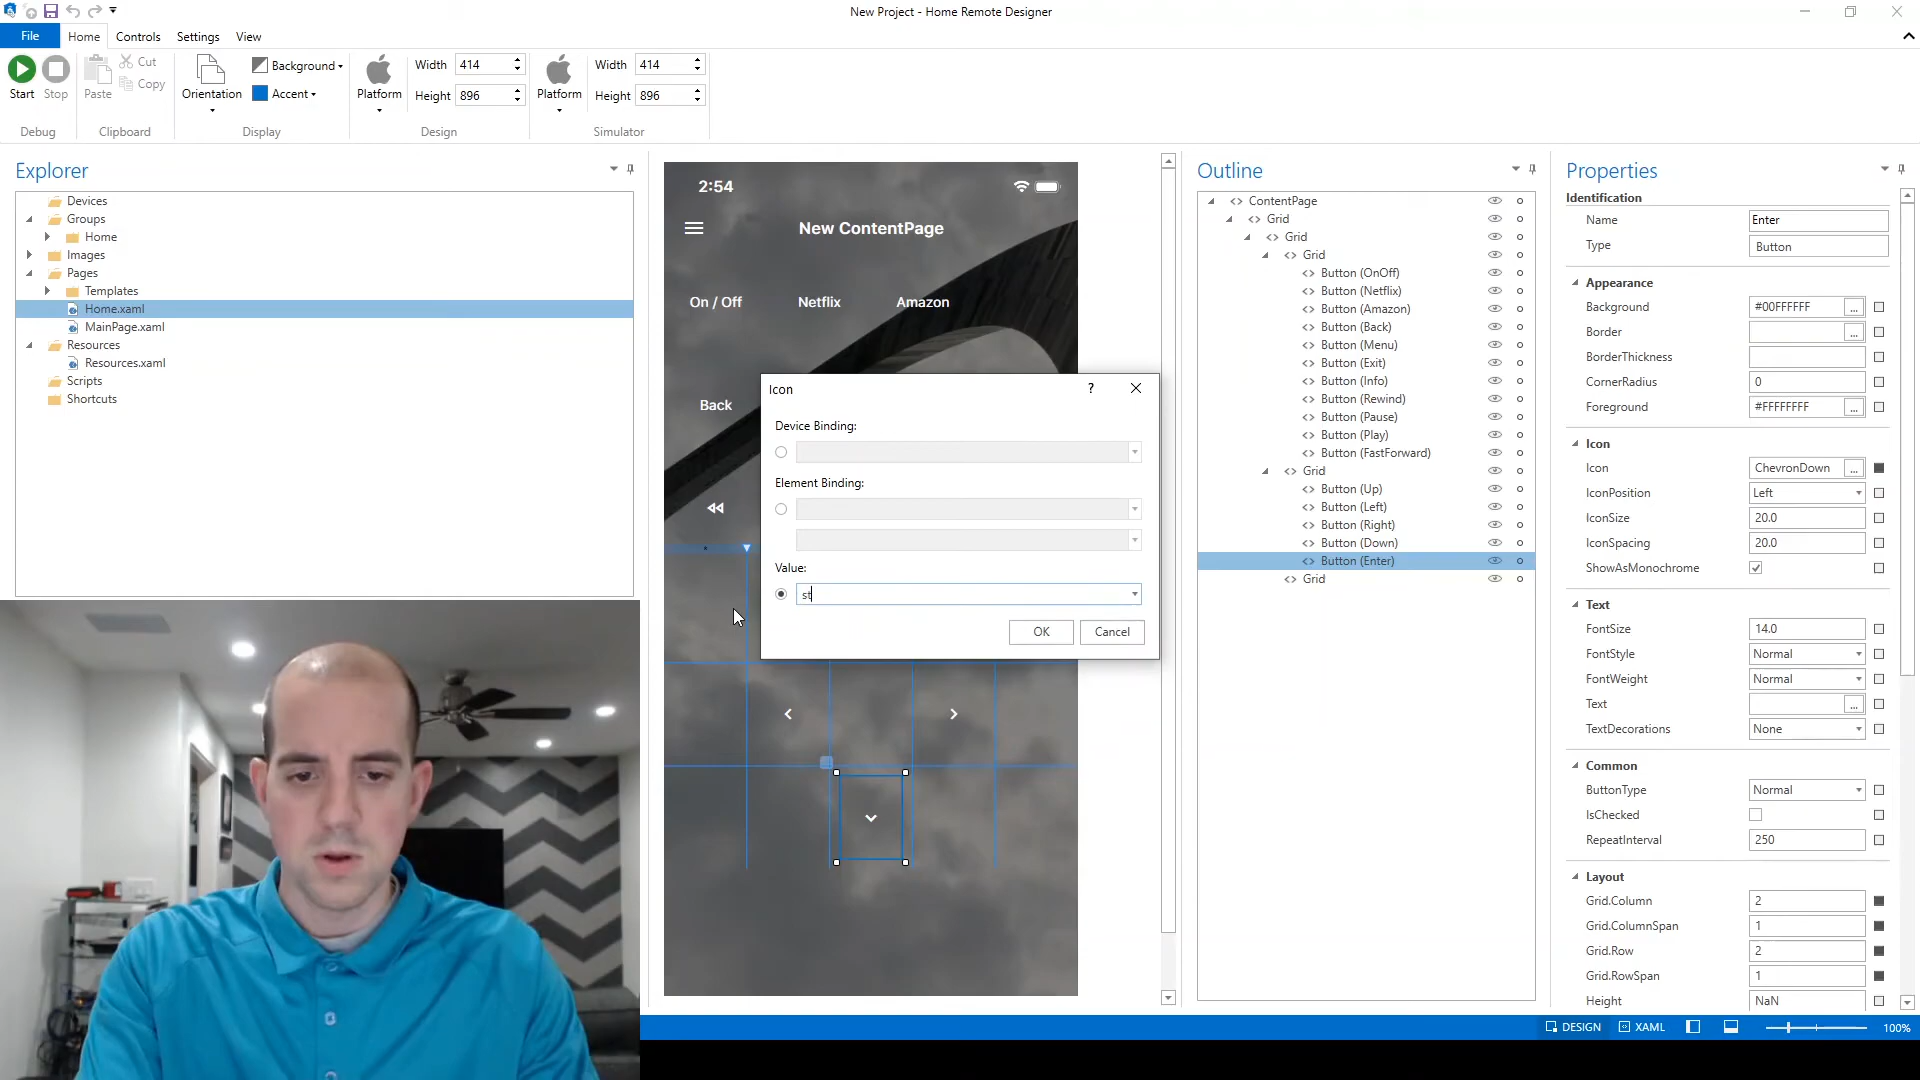 New Project - Home Remote Designer
File Home Controls Settings View
Start Stop
Debug
Paste
Cut
Copy
Clipboard
Orientation
Background
Accent
Display
Platform
Width 414
Height 896
Design
Platform
Width 414
Height 896
Simulator
Explorer
Devices
Groups
Home
Images
Pages
Templates
Home.xaml
MainPage.xaml
Resources
Resources.xaml
Scripts
Shortcuts
2:54
New ContentPage
On / Off Netflix Amazon
Back
Icon ?
Device Binding:
Element Binding:
Value:
st
OK Cancel
Outline
ContentPage
Grid
Grid
Grid
Button (OnOff)
Button (Netflix)
Button (Amazon)
Button (Back)
Button (Menu)
Button (Exit)
Button (Info)
Button (Rewind)
Button (Pause)
Button (Play)
Button (FastForward)
Grid
Button (Up)
Button (Left)
Button (Right)
Button (Down)
Button (Enter)
Grid
Properties
Identification
Name Enter
Type Button
Appearance
Background #00FFFFFF ...
Border ...
BorderThickness
CornerRadius 0
Foreground #FFFFFFFF ...
Icon
Icon ChevronDown ...
IconPosition Left
IconSize 20.0
IconSpacing 20.0
ShowAsMonochrome
Text
FontSize 14.0
FontStyle Normal
FontWeight Normal
Text ...
TextDecorations None
Common
ButtonType Normal
IsChecked
RepeatInterval 250
Layout
Grid.Column 2
Grid.ColumnSpan 1
Grid.Row 2
Grid.RowSpan 1
Height NaN
DESIGN XAML 100%